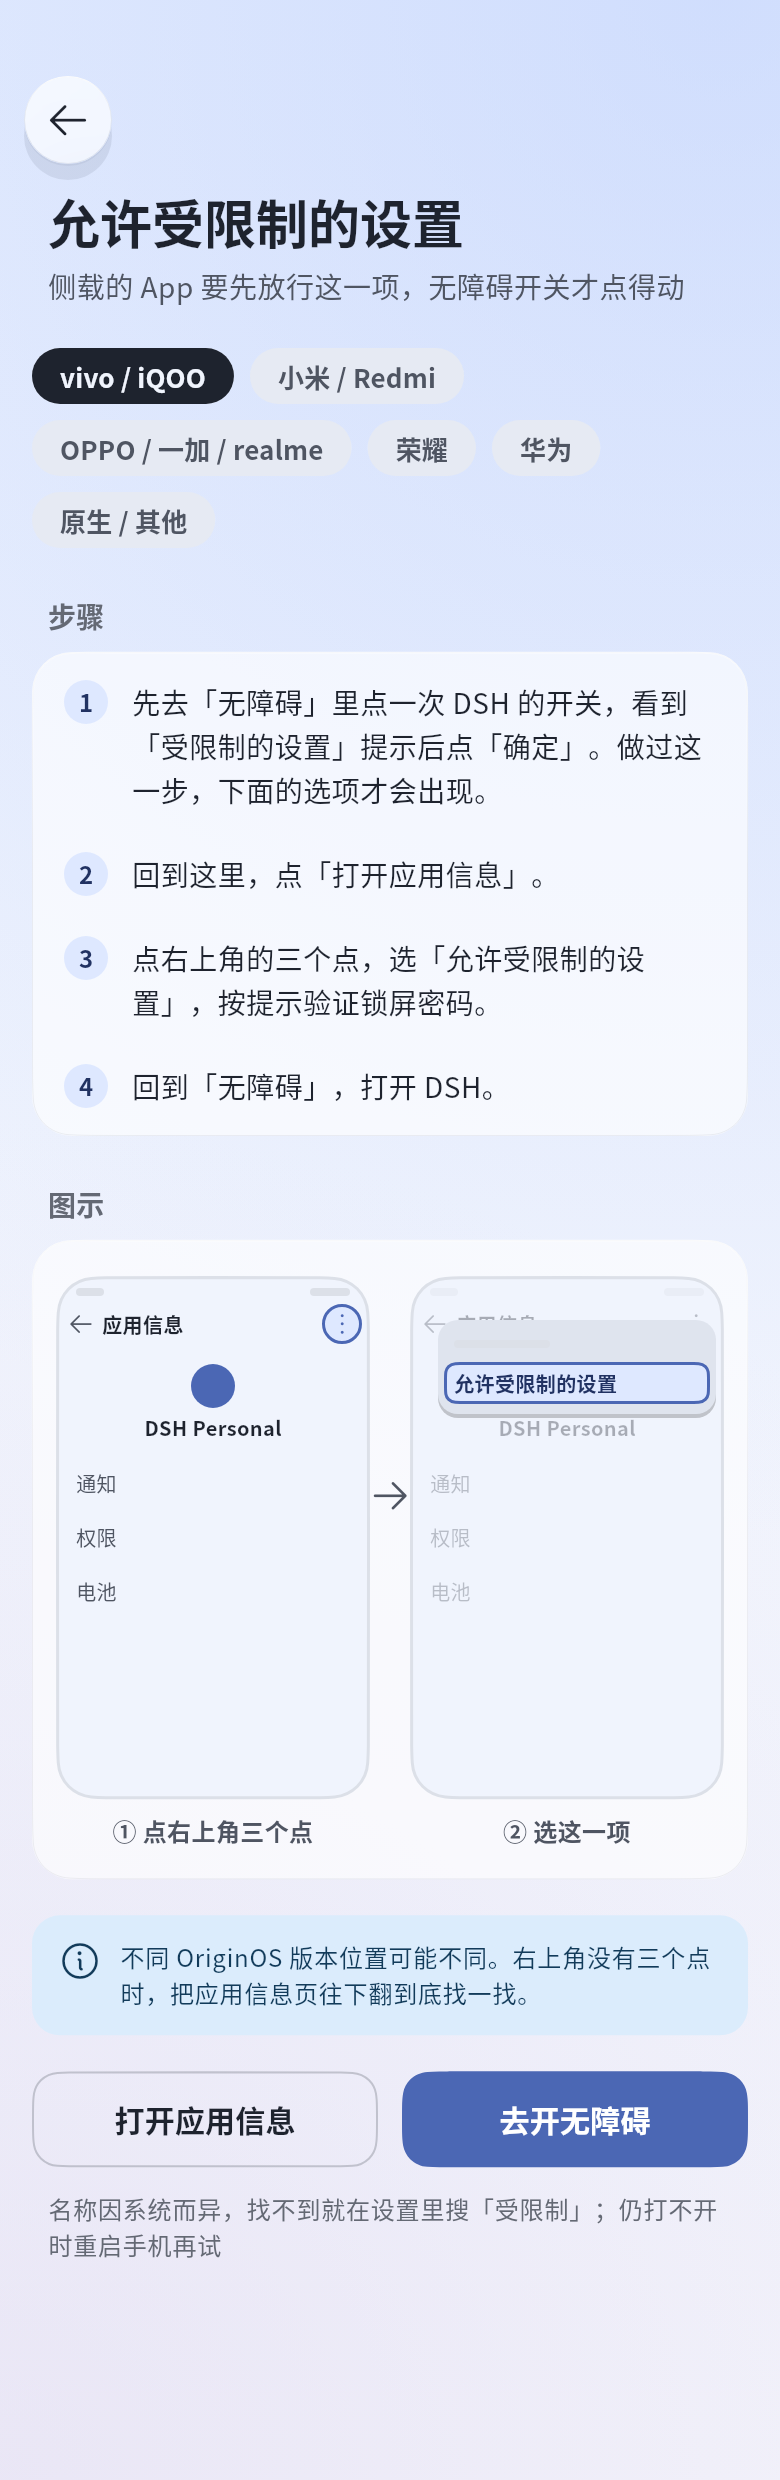 允许受限制的设置
侧载的 App 要先放行这一项，无障碍开关才点得动
vivo / iQOO
小米 / Redmi
OPPO / 一加 / realme
荣耀
华为
原生 / 其他
步骤
1 先去「无障碍」里点一次 DSH 的开关，看到
「受限制的设置」提示后点「确定」。做过这
一步，下面的选项才会出现。
2 回到这里，点「打开应用信息」。
3 点右上角的三个点，选「允许受限制的设
置」，按提示验证锁屏密码。
4 回到「无障碍」，打开 DSH。
图示
应用信息
DSH Personal
通知
权限
电池
① 点右上角三个点
应用信息
允许受限制的设置
DSH Personal
通知
权限
电池
② 选这一项
不同 OriginOS 版本位置可能不同。右上角没有三个点
时，把应用信息页往下翻到底找一找。
打开应用信息
去开无障碍
名称因系统而异，找不到就在设置里搜「受限制」；仍打不开
时重启手机再试